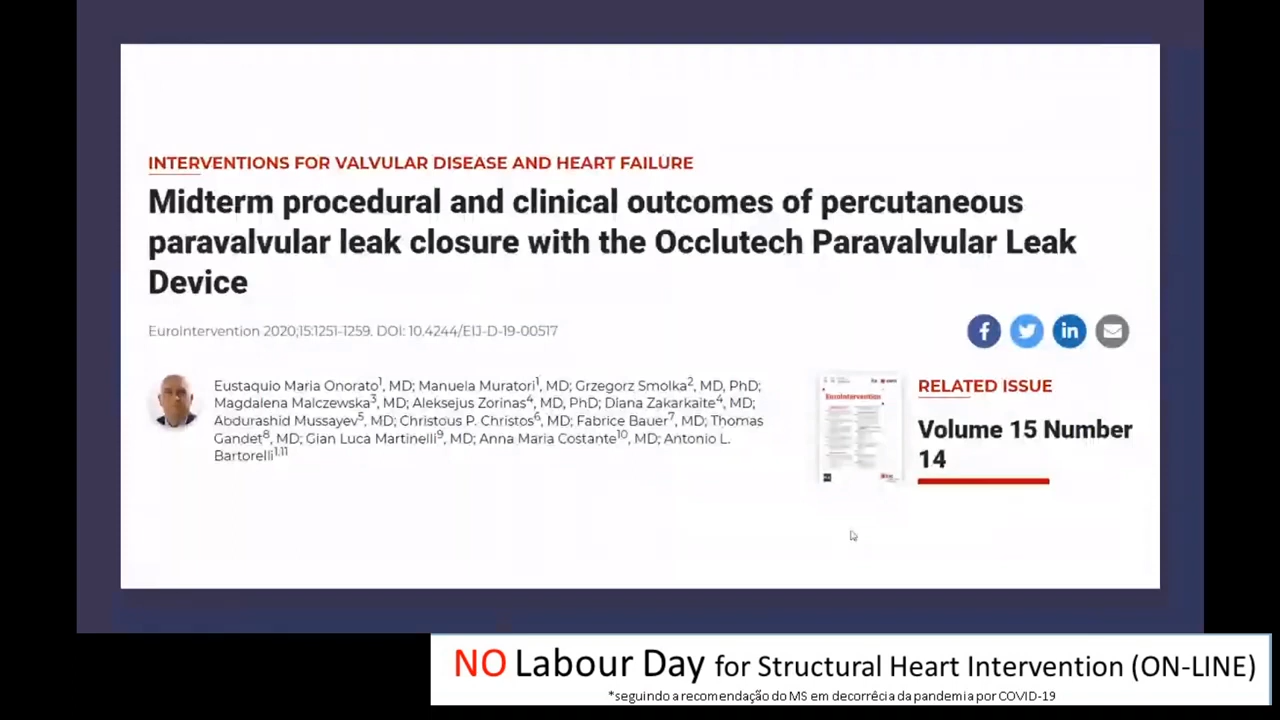 INTERVENTIONS FOR VALVULAR DISEASE AND HEART FAILURE
Midterm procedural and clinical outcomes of percutaneous
paravalvular leak closure with the Occlutech Paravalvular Leak
Device
EuroIntervention 2020;15:1251-1259. DOI: 10.4244/EIJ-D-19-00517
Eustaquio Maria Onorato1, MD; Manuela Muratori1, MD; Grzegorz Smolka2, MD, PhD;
Magdalena Malczewska3, MD; Aleksejus Zorinas4, MD, PhD; Diana Zakarkaite4, MD;
Abdurashid Mussayev5, MD; Christous P. Christos6, MD; Fabrice Bauer7, MD; Thomas
Gandet8, MD; Gian Luca Martinelli9, MD; Anna Maria Costante10, MD; Antonio L.
Bartorelli1,11
EuroIntervention
RELATED ISSUE
Volume 15 Number
14
NO Labour Day for Structural Heart Intervention (ON-LINE)
*seguindo a recomendação do MS em decorrêcia da pandemia por COVID-19